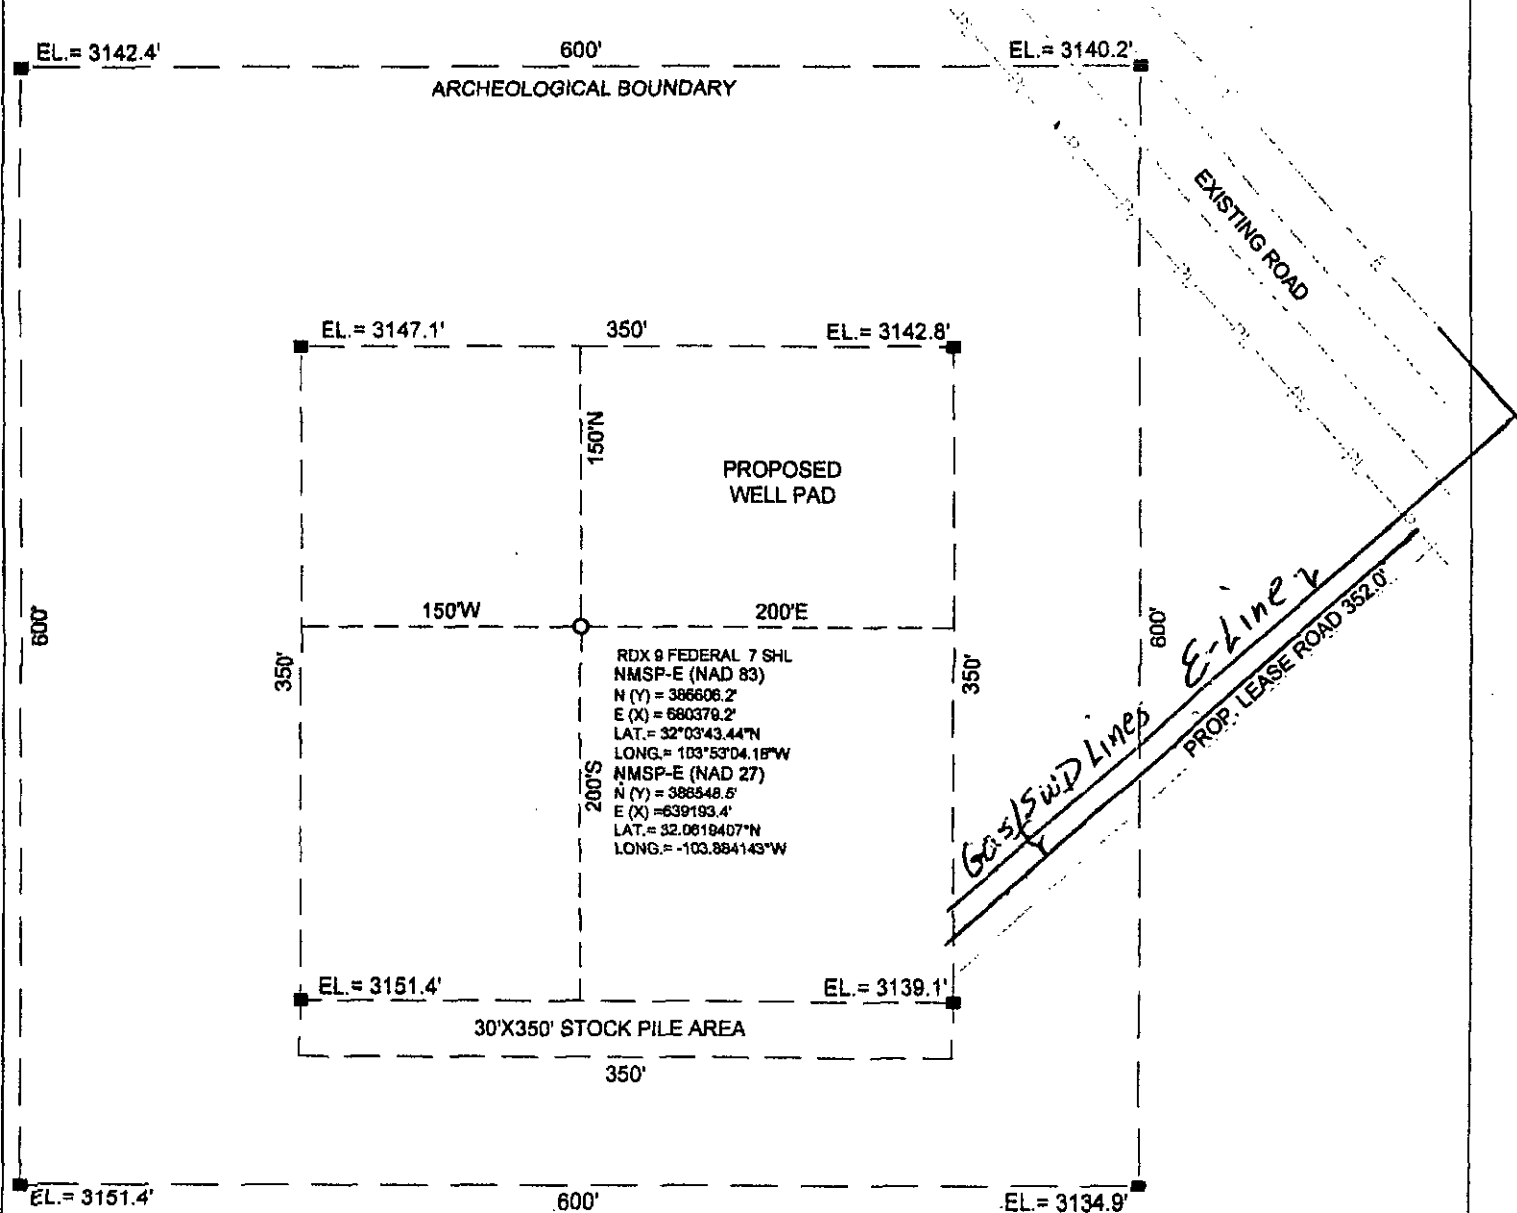 EL.= 3142.4'
600'
EL.= 3140.2'
ARCHEOLOGICAL BOUNDARY
EXISTING ROAD
EL.= 3147.1'
350'
EL.= 3142.8'
150'N
PROPOSED
WELL PAD
600'
150'W
200'E
600'
350'
350'
RDX 9 FEDERAL 7 SHL
NMSP-E (NAD 83)
N (Y) = 386606.2'
E (X) = 680379.2'
LAT.= 32°03'43.44"N
LONG.= 103°53'04.18"W
NMSP-E (NAD 27)
N (Y) = 386548.5'
E (X) =639193.4'
LAT.= 32.0619407°N
LONG.= -103.884143°W
200'S
E-Line
PROP. LEASE ROAD 352.0'
Gas/SWD Lines
EL.= 3151.4'
EL.= 3139.1'
30'X350' STOCK PILE AREA
350'
EL.= 3151.4'
600'
EL.= 3134.9'